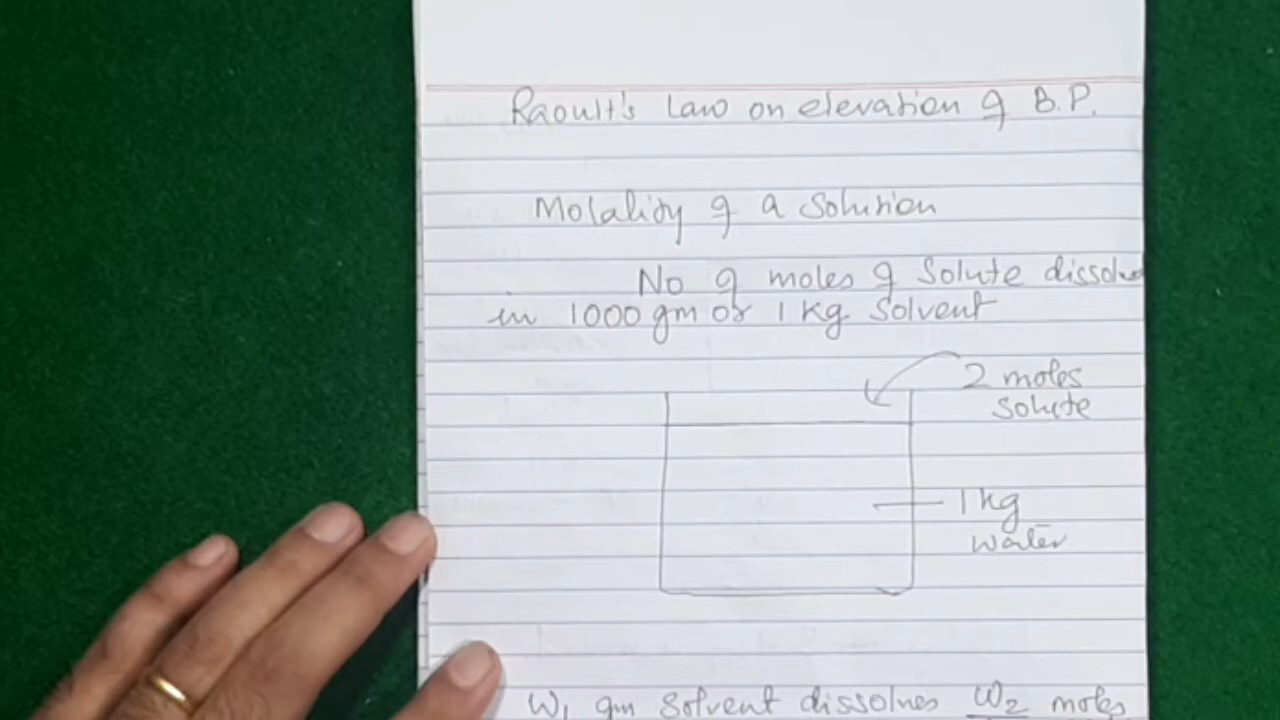 Raoult's Law on elevation of B.P.
Molality of a solution
No of moles of solute dissolve
in 1000 gm or 1 kg solvent
2 moles
solute
1 kg
water
W₁ gm solvent dissolves W₂ moles